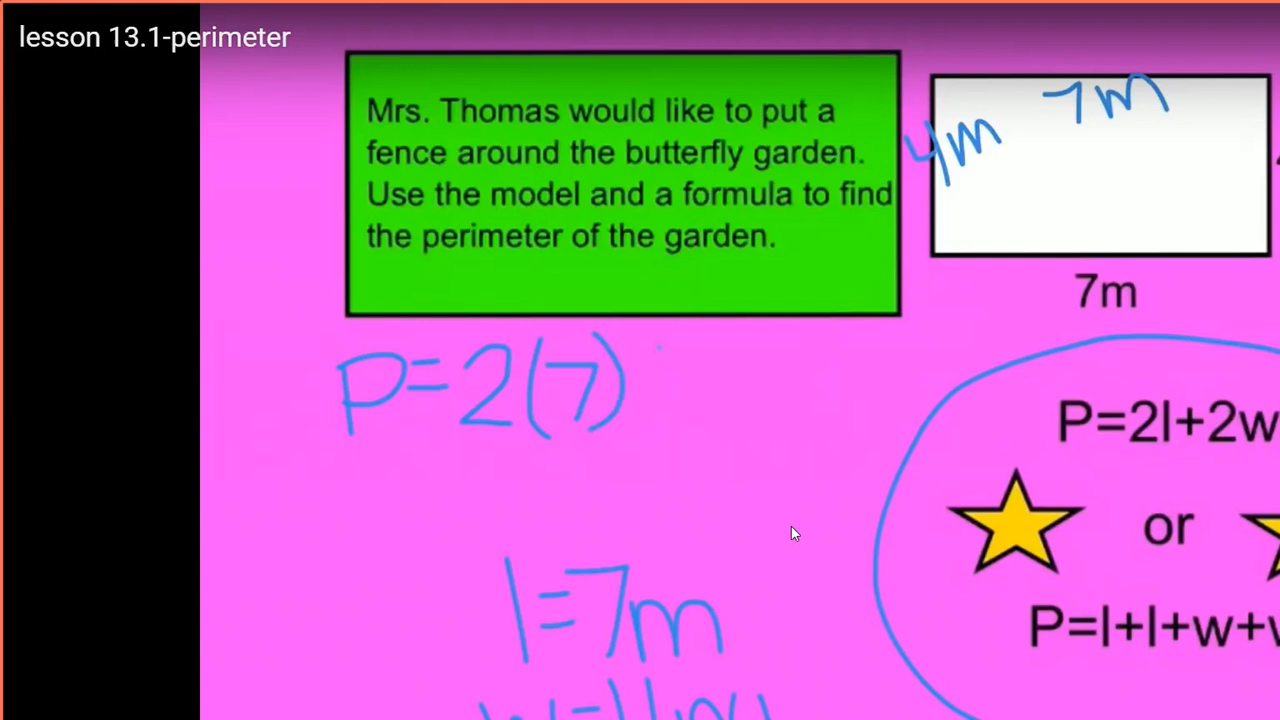 lesson 13.1-perimeter
Mrs. Thomas would like to put a
fence around the butterfly garden.
Use the model and a formula to find
the perimeter of the garden.
7m
4m
7m
P=2(7)
P=2l+2w
or
P=l+l+w+
l=7m